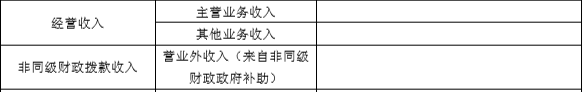 经营收入
主营业务收入
其他业务收入
非同级财政拨款收入
营业外收入（来自非同级
财政政府补助）